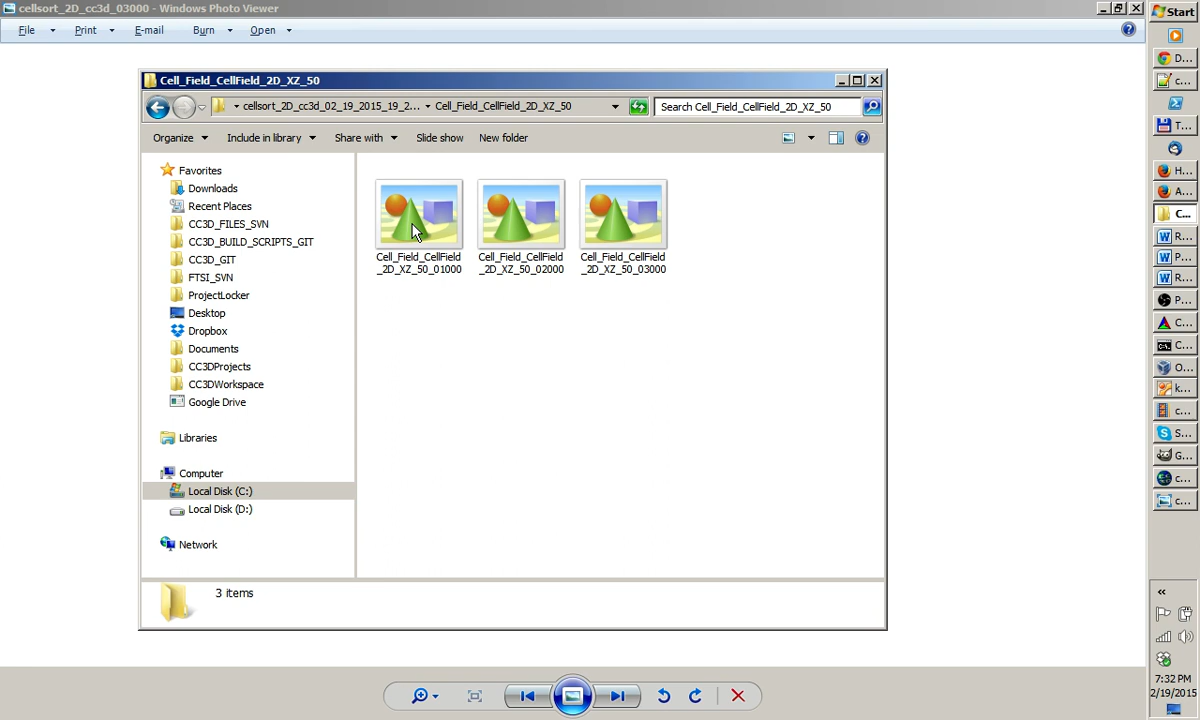 cellsort_2D_cc3d_03000 - Windows Photo Viewer
Start
File Print E-mail Burn Open
D...
Cell_Field_CellField_2D_XZ_50
c...
cellsort_2D_cc3d_02_19_2015_19_2... Cell_Field_CellField_2D_XZ_50 Search Cell_Field_CellField_2D_XZ_50
T...
Organize Include in library Share with Slide show New folder
H...
A...
C...
R...
P...
R...
P...
C...
C...
O...
k...
c...
S...
G...
c...
c...
Favorites
Downloads
Recent Places
CC3D_FILES_SVN
CC3D_BUILD_SCRIPTS_GIT
CC3D_GIT
FTSI_SVN
ProjectLocker
Desktop
Dropbox
Documents
CC3DProjects
CC3DWorkspace
Google Drive
Libraries
Computer
Local Disk (C:)
Local Disk (D:)
Network
Cell_Field_CellField
_2D_XZ_50_01000
Cell_Field_CellField
_2D_XZ_50_02000
Cell_Field_CellField
_2D_XZ_50_03000
3 items
7:32 PM
2/19/2015